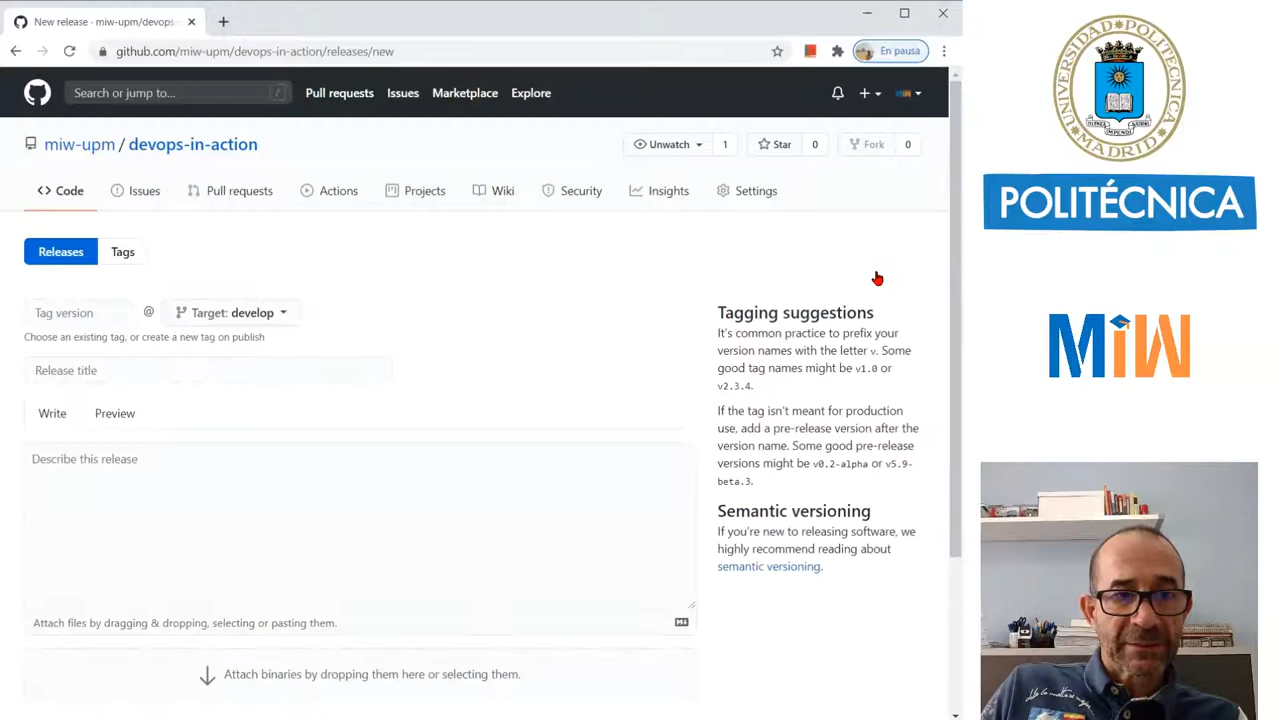 New release · miw-upm/devops-
github.com/miw-upm/devops-in-action/releases/new
En pausa
Search or jump to...
/
Pull requests
Issues
Marketplace
Explore
miw-upm / devops-in-action
Unwatch
1
Star
0
Fork
0
Code
Issues
Pull requests
Actions
Projects
Wiki
Security
Insights
Settings
Releases
Tags
Tag version
@
Target: develop
Choose an existing tag, or create a new tag on publish
Release title
Write
Preview
Describe this release
Attach files by dragging & dropping, selecting or pasting them.
Attach binaries by dropping them here or selecting them.
Tagging suggestions
It's common practice to prefix your
version names with the letter v. Some
good tag names might be v1.0 or
v2.3.4.
If the tag isn't meant for production
use, add a pre-release version after the
version name. Some good pre-release
versions might be v0.2-alpha or v5.9-
beta.3.
Semantic versioning
If you're new to releasing software, we
highly recommend reading about
semantic versioning.
UNIVERSIDAD POLITÉCNICA
DE MADRID
POLITÉCNICA
MiW